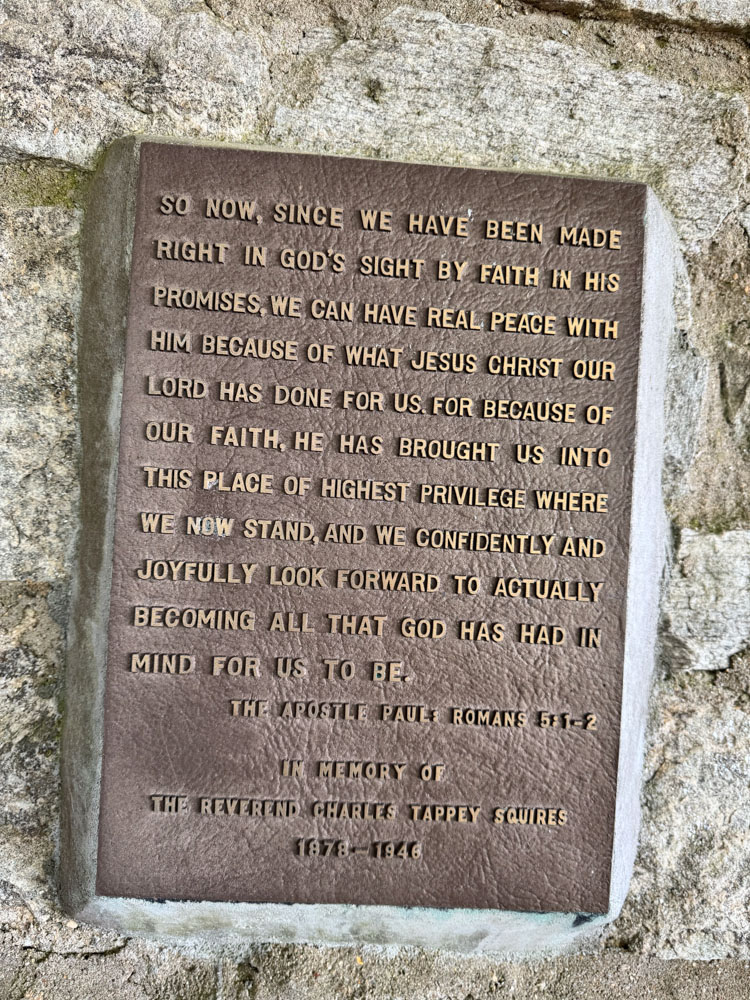 SO NOW, SINCE WE HAVE BEEN MADE
RIGHT IN GOD'S SIGHT BY FAITH IN HIS
PROMISES, WE CAN HAVE REAL PEACE WITH
HIM BECAUSE OF WHAT JESUS CHRIST OUR
LORD HAS DONE FOR US. FOR BECAUSE OF
OUR FAITH, HE HAS BROUGHT US INTO
THIS PLACE OF HIGHEST PRIVILEGE WHERE
WE NOW STAND, AND WE CONFIDENTLY AND
JOYFULLY LOOK FORWARD TO ACTUALLY
BECOMING ALL THAT GOD HAS HAD IN
MIND FOR US TO BE.
THE APOSTLE PAUL: ROMANS 5:1-2
IN MEMORY OF
THE REVEREND CHARLES TAPPEY SQUIRES
1878 - 1946